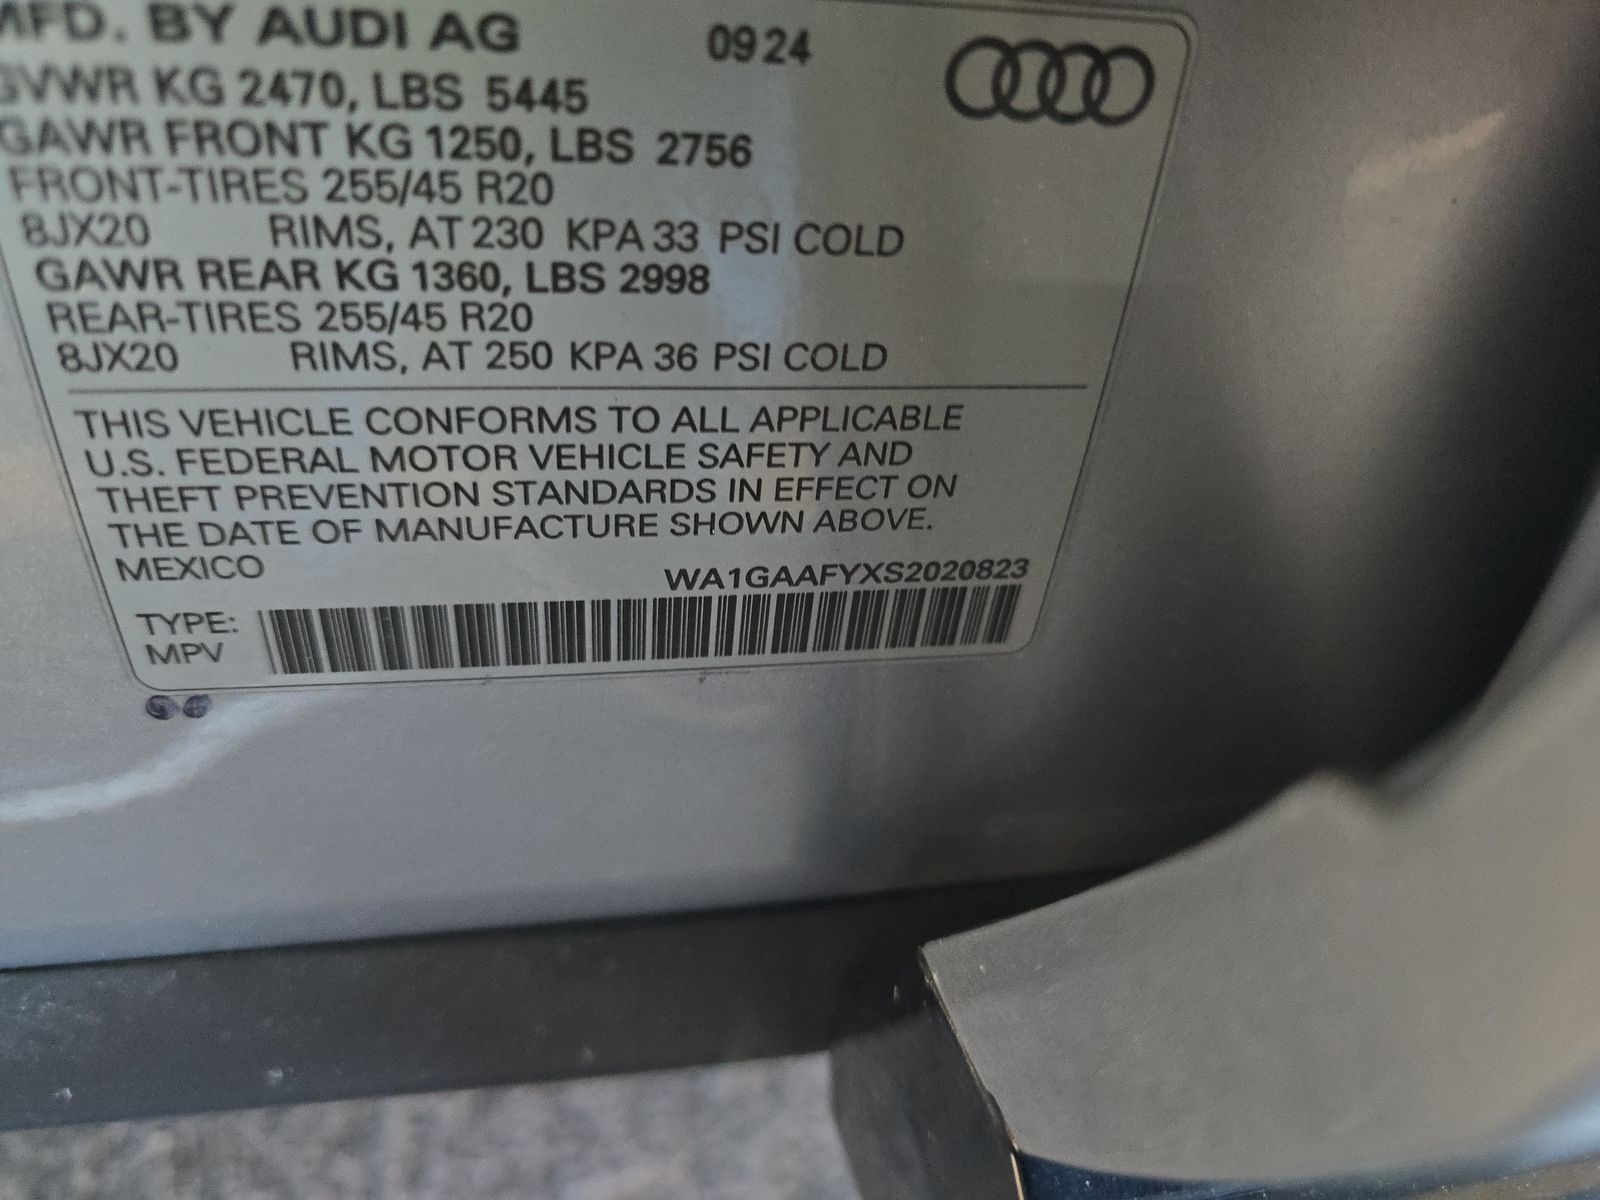 MFD. BY AUDI AG 0924
GVWR KG 2470, LBS 5445
GAWR FRONT KG 1250, LBS 2756
FRONT-TIRES 255/45 R20
8JX20 RIMS, AT 230 KPA 33 PSI COLD
GAWR REAR KG 1360, LBS 2998
REAR-TIRES 255/45 R20
8JX20 RIMS, AT 250 KPA 36 PSI COLD
THIS VEHICLE CONFORMS TO ALL APPLICABLE
U.S. FEDERAL MOTOR VEHICLE SAFETY AND
THEFT PREVENTION STANDARDS IN EFFECT ON
THE DATE OF MANUFACTURE SHOWN ABOVE.
MEXICO WA1GAAFYXS2020823
TYPE:
MPV